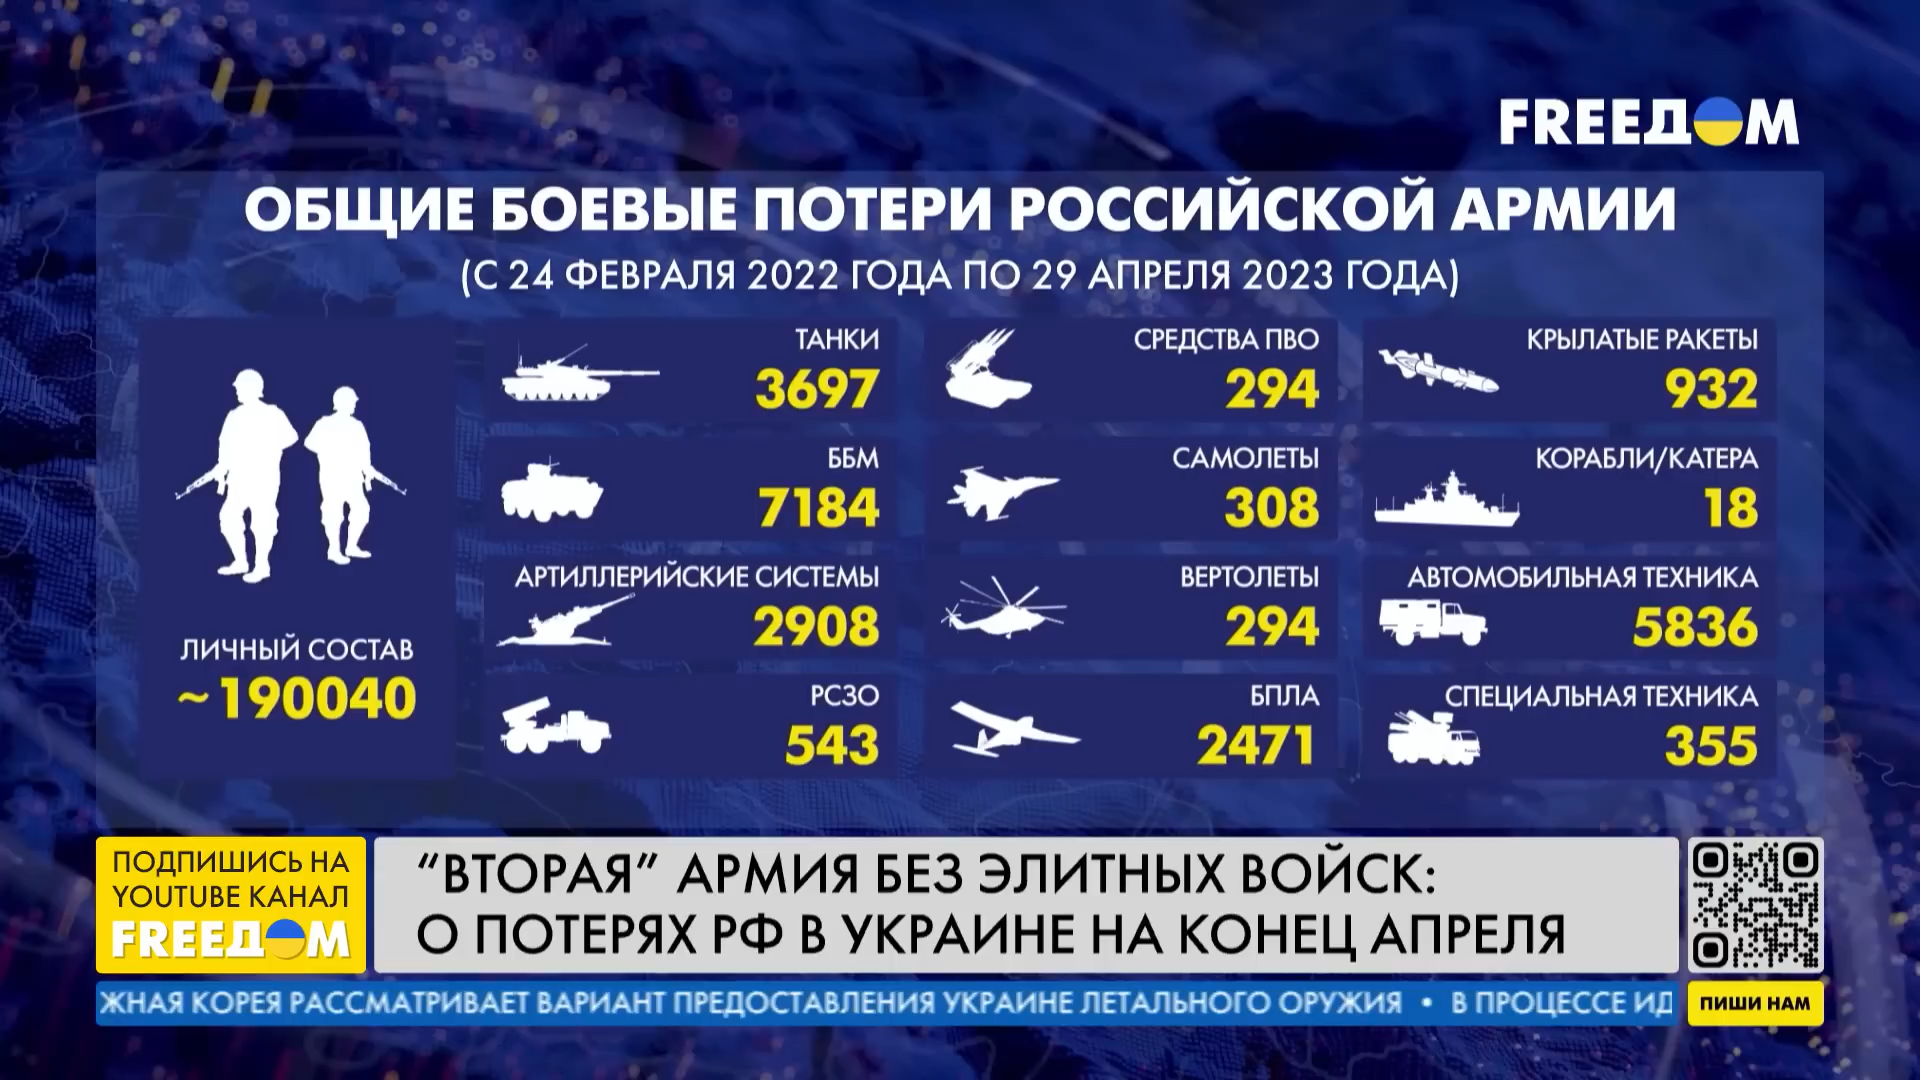 FREEДOM
ОБЩИЕ БОЕВЫЕ ПОТЕРИ РОССИЙСКОЙ АРМИИ
(С 24 ФЕВРАЛЯ 2022 ГОДА ПО 29 АПРЕЛЯ 2023 ГОДА)
ЛИЧНЫЙ СОСТАВ
~190040
ТАНКИ
3697
ББМ
7184
АРТИЛЛЕРИЙСКИЕ СИСТЕМЫ
2908
РСЗО
543
СРЕДСТВА ПВО
294
САМОЛЕТЫ
308
ВЕРТОЛЕТЫ
294
БПЛА
2471
КРЫЛАТЫЕ РАКЕТЫ
932
КОРАБЛИ/КАТЕРА
18
АВТОМОБИЛЬНАЯ ТЕХНИКА
5836
СПЕЦИАЛЬНАЯ ТЕХНИКА
355
ПОДПИШИСЬ НА
YOUTUBE КАНАЛ
FREEДOM
“ВТОРАЯ” АРМИЯ БЕЗ ЭЛИТНЫХ ВОЙСК:
О ПОТЕРЯХ РФ В УКРАИНЕ НА КОНЕЦ АПРЕЛЯ
ЖНАЯ КОРЕЯ РАССМАТРИВАЕТ ВАРИАНТ ПРЕДОСТАВЛЕНИЯ УКРАИНЕ ЛЕТАЛЬНОГО ОРУЖИЯ • В ПРОЦЕССЕ ИД
ПИШИ НАМ